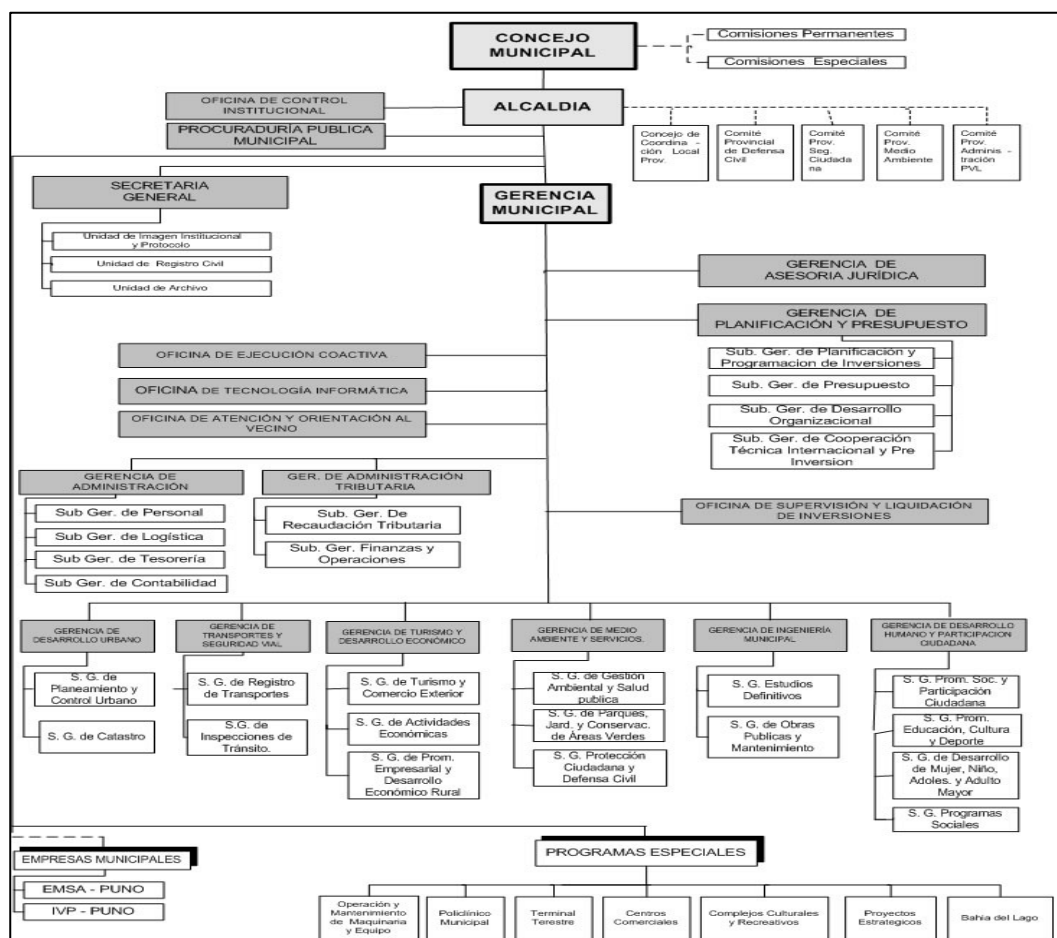 CONCEJO
MUNICIPAL
Comisiones Permanentes
Comisiones Especiales
OFICINA DE CONTROL
INSTITUCIONAL
ALCALDIA
PROCURADURÍA PUBLICA
MUNICIPAL
Concejo de
Coordina -
ción Local
Prov.
Comité
Provincial
de Defensa
Civil
Comité
Prov.
Seg.
Ciudada
na
Comité
Prov.
Medio
Ambiente
Comité
Prov.
Adminis -
tración
PVL
SECRETARIA
GENERAL
GERENCIA
MUNICIPAL
Unidad de Imagen Institucional
y Protocolo
Unidad de Registro Civil
Unidad de Archivo
GERENCIA DE
ASESORIA JURÍDICA
GERENCIA DE
PLANIFICACIÓN Y PRESUPUESTO
Sub. Ger. de Planificación y
Programacion de Inversiones
Sub. Ger. de Presupuesto
Sub. Ger. de Desarrollo
Organizacional
Sub. Ger. de Cooperación
Técnica Internacional y Pre
Inversion
OFICINA DE EJECUCIÓN COACTIVA
OFICINA DE TECNOLOGÍA INFORMÁTICA
OFICINA DE ATENCIÓN Y ORIENTACIÓN AL
VECINO
GERENCIA DE
ADMINISTRACIÓN
Sub Ger. de Personal
Sub Ger. de Logística
Sub Ger. de Tesorería
Sub Ger. de Contabilidad
GER. DE ADMINISTRACIÓN
TRIBUTARIA
Sub. Ger. De
Recaudación Tributaria
Sub. Ger. Finanzas y
Operaciones
OFICINA DE SUPERVISIÓN Y LIQUIDACIÓN
DE INVERSIONES
GERENCIA DE
DESARROLLO URBANO
S. G. de
Planeamiento y
Control Urbano
S. G. de Catastro
GERENCIA DE
TRANSPORTES Y
SEGURIDAD VIAL
S. G. de Registro
de Transportes
S.G. de
Inspecciones de
Tránsito.
GERENCIA DE TURISMO Y
DESARROLLO ECONÓMICO
S. G. de Turismo y
Comercio Exterior
S. G. de Actividades
Económicas
S. G. de Prom.
Empresarial y
Desarrollo
Económico Rural
GERENCIA DE MEDIO
AMBIENTE Y SERVICIOS.
S. G. de Gestión
Ambiental y Salud
publica
S. G. de Parques,
Jard. y Conservac.
de Áreas Verdes
S. G. Protección
Ciudadana y
Defensa Civil
GERENCIA DE INGENIERÍA
MUNICIPAL
S. G. Estudios
Definitivos
S. G. de Obras
Publicas y
Mantenimiento
GERENCIA DE DESARROLLO
HUMANO Y PARTICIPACION
CIUDADANA
S. G. Prom. Soc. y
Participación
Ciudadana
S. G. Prom.
Educación, Cultura
y Deporte
S. G. de Desarrollo
de Mujer, Niño,
Adoles. y Adulto
Mayor
S. G. Programas
Sociales
EMPRESAS MUNICIPALES
EMSA - PUNO
IVP - PUNO
PROGRAMAS ESPECIALES
Operación y
Mantenimiento
de Maquinaria
y Equipo
Policlínico
Municipal
Terminal
Terrestre
Centros
Comerciales
Complejos Culturales
y Recreativos
Proyectos
Estrategicos
Bahia del Lago